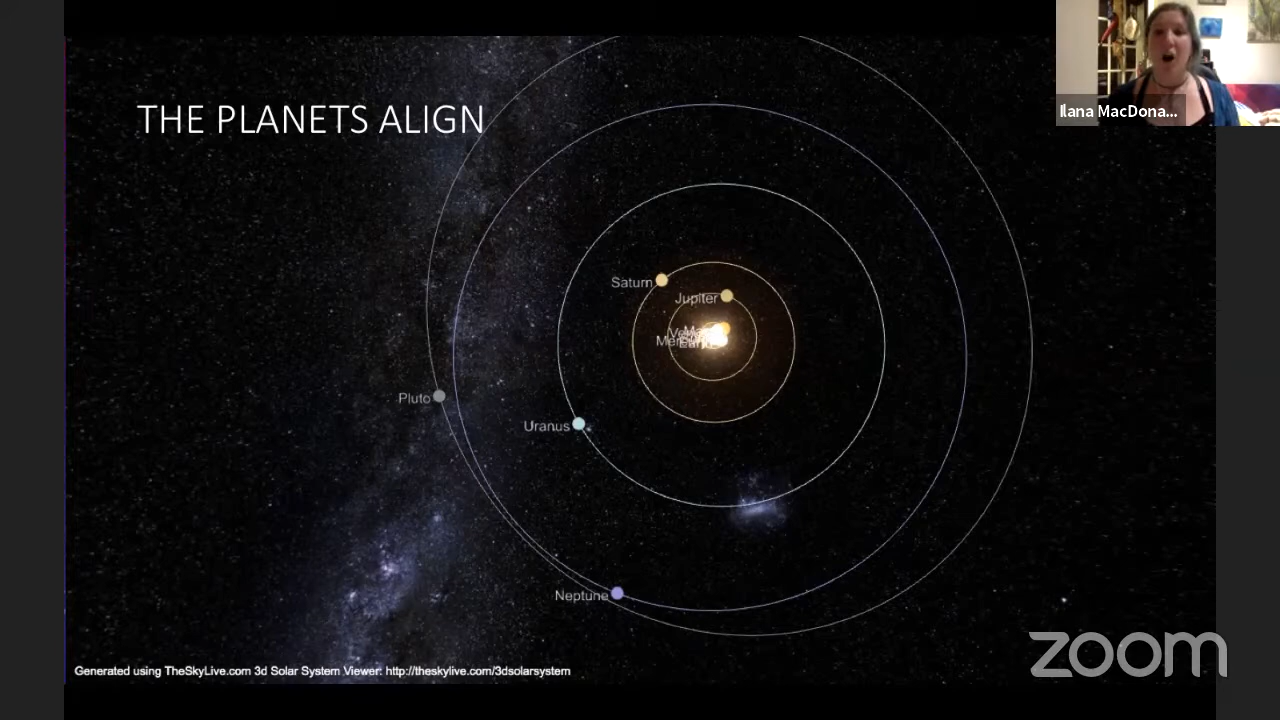 THE PLANETS ALIGN
Ilana MacDona...
Saturn
Jupiter
Pluto
Uranus
Neptune
Generated using TheSkyLive.com 3d Solar System Viewer: http://theskylive.com/3dsolarsystem
zoom